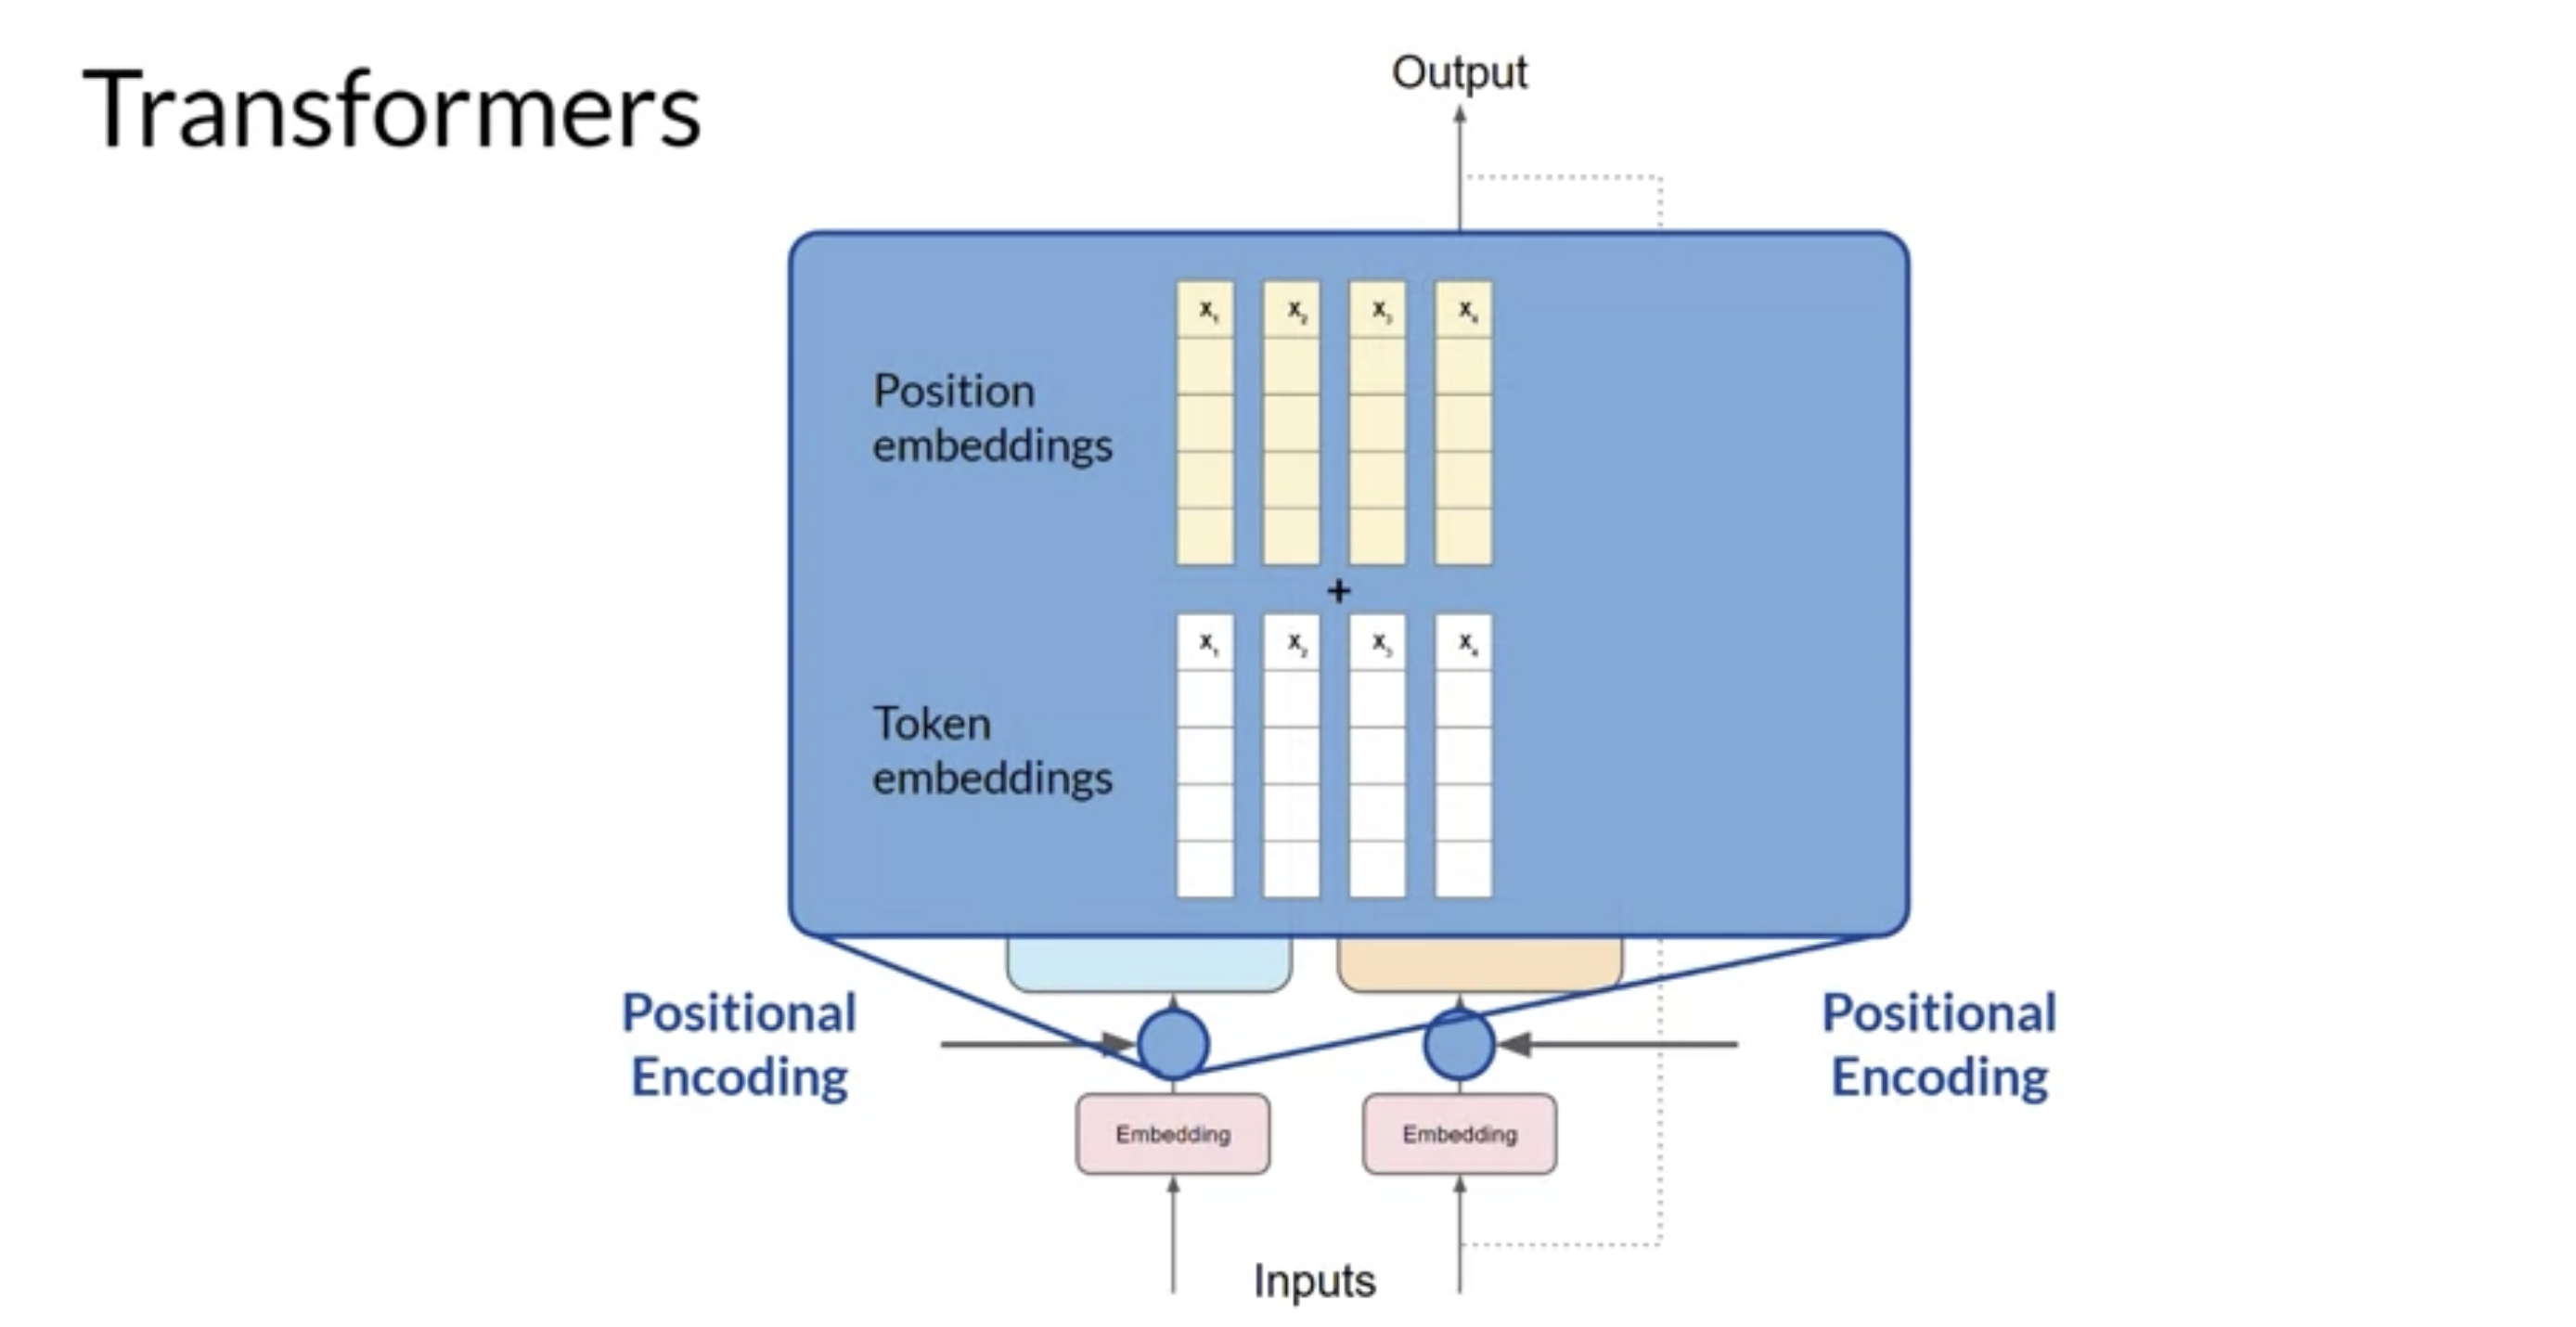 Transformers
Output
x₁ x₂ x₃ x₄
Position
embeddings
+
x₁ x₂ x₃ x₄
Token
embeddings
Positional
Encoding
Positional
Encoding
Embedding Embedding
Inputs